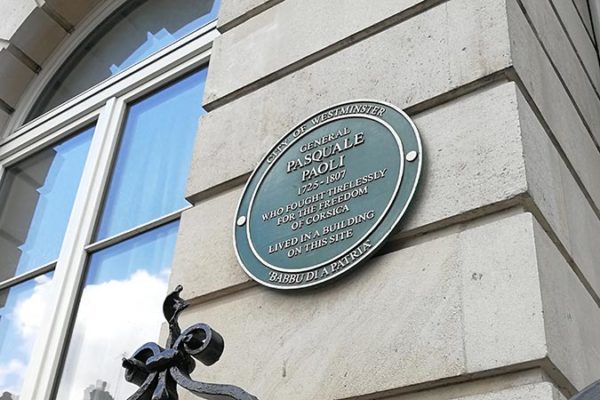 CITY OF WESTMINSTER
GENERAL
PASQUALE
PAOLI
1725 - 1807
WHO FOUGHT TIRELESSEY
FOR THE FREEDOM
OF CORSICA
LIVED IN A BUILDING
ON THIS SITE
'BABBU DI A PATRIA'